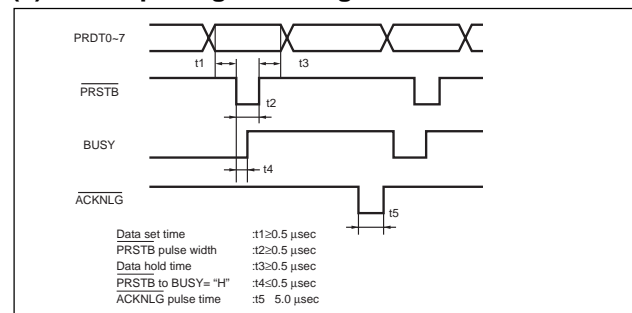 PRDT0~7
t1
t3
PRSTB
t2
BUSY
t4
ACKNLG
t5
Data set time :t1≥0.5 µsec
PRSTB pulse width :t2≥0.5 µsec
Data hold time :t3≥0.5 µsec
PRSTB to BUSY= “H” :t4≤0.5 µsec
ACKNLG pulse time :t5 5.0 µsec